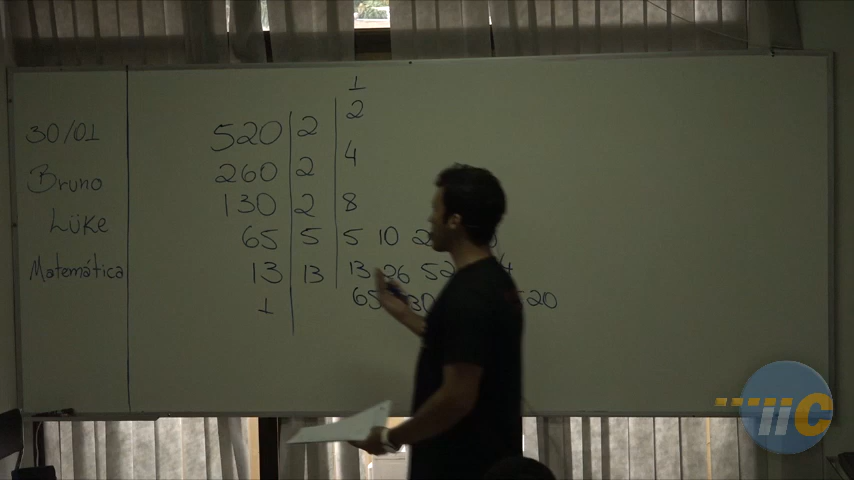 1
30/01 520 2 2
Bruno 260 2 4
130 2 8
Lüke 65 5 5 10
Matemática 13 13 13 26 52
1 65 520
iiC